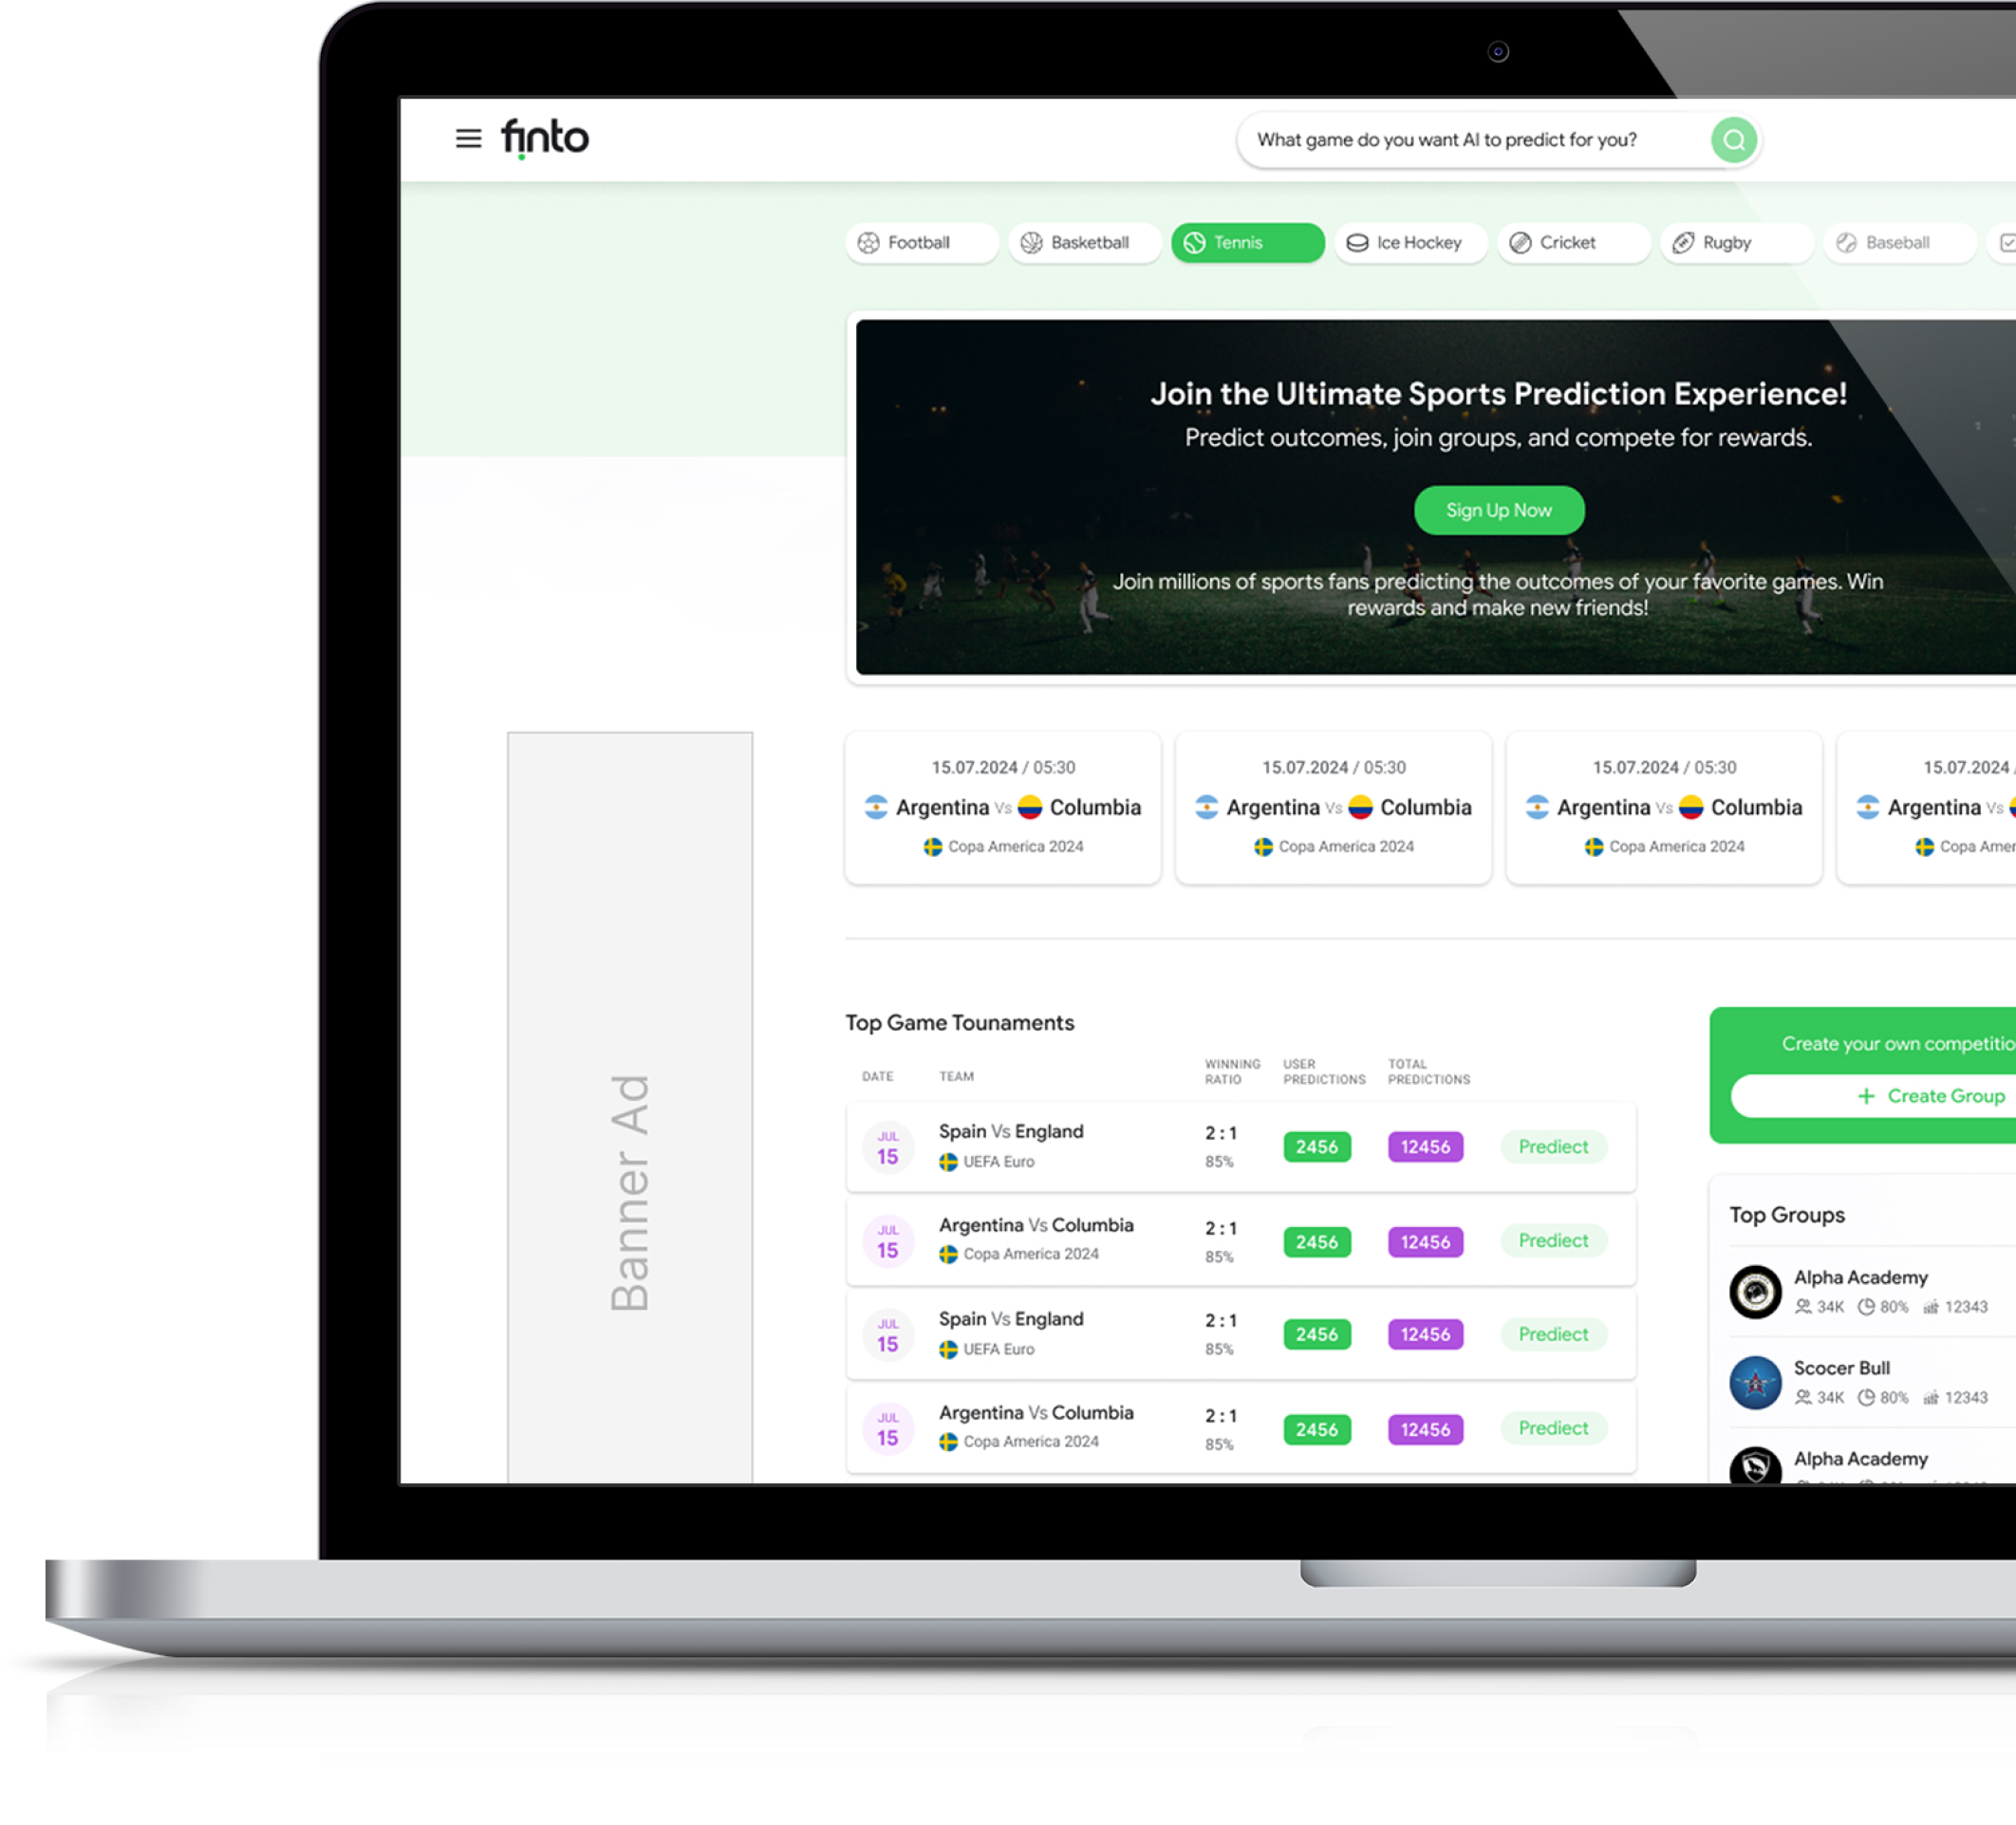 finto
What game do you want AI to predict for you?
Football
Basketball
Tennis
Ice Hockey
Cricket
Rugby
Baseball
Join the Ultimate Sports Prediction Experience!
Predict outcomes, join groups, and compete for rewards.
Sign Up Now
Join millions of sports fans predicting the outcomes of your favorite games. Win
rewards and make new friends!
15.07.2024 / 05:30
Argentina Vs Columbia
Copa America 2024
15.07.2024 / 05:30
Argentina Vs Columbia
Copa America 2024
15.07.2024 / 05:30
Argentina Vs Columbia
Copa America 2024
15.07.2024 /
Argentina Vs
Copa Amer
Banner Ad
Top Game Tounaments
DATE
TEAM
WINNING
RATIO
USER
PREDICTIONS
TOTAL
PREDICTIONS
JUL
15
Spain Vs England
UEFA Euro
2 : 1
85%
2456
12456
Prediect
JUL
15
Argentina Vs Columbia
Copa America 2024
2 : 1
85%
2456
12456
Prediect
JUL
15
Spain Vs England
UEFA Euro
2 : 1
85%
2456
12456
Prediect
JUL
15
Argentina Vs Columbia
Copa America 2024
2 : 1
85%
2456
12456
Prediect
Create your own competitio
+ Create Group
Top Groups
Alpha Academy
34K 80% 12343
Scocer Bull
34K 80% 12343
Alpha Academy